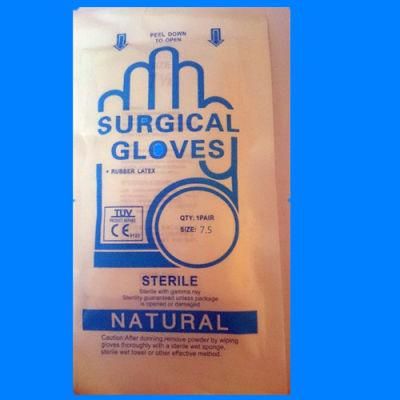 PEEL DOWN
TO OPEN
SURGICAL
GLOVES
• RUBBER LATEX
TUV
CE
QTY: 1PAIR
SIZE: 7.5
STERILE
Sterile with gamma ray
Sterility guaranteed unless package
is opened or damaged
NATURAL
Caution:After donning,remove powder by wiping
gloves thoroughly with a sterile wet sponge,
sterile wet towel or other effective method.